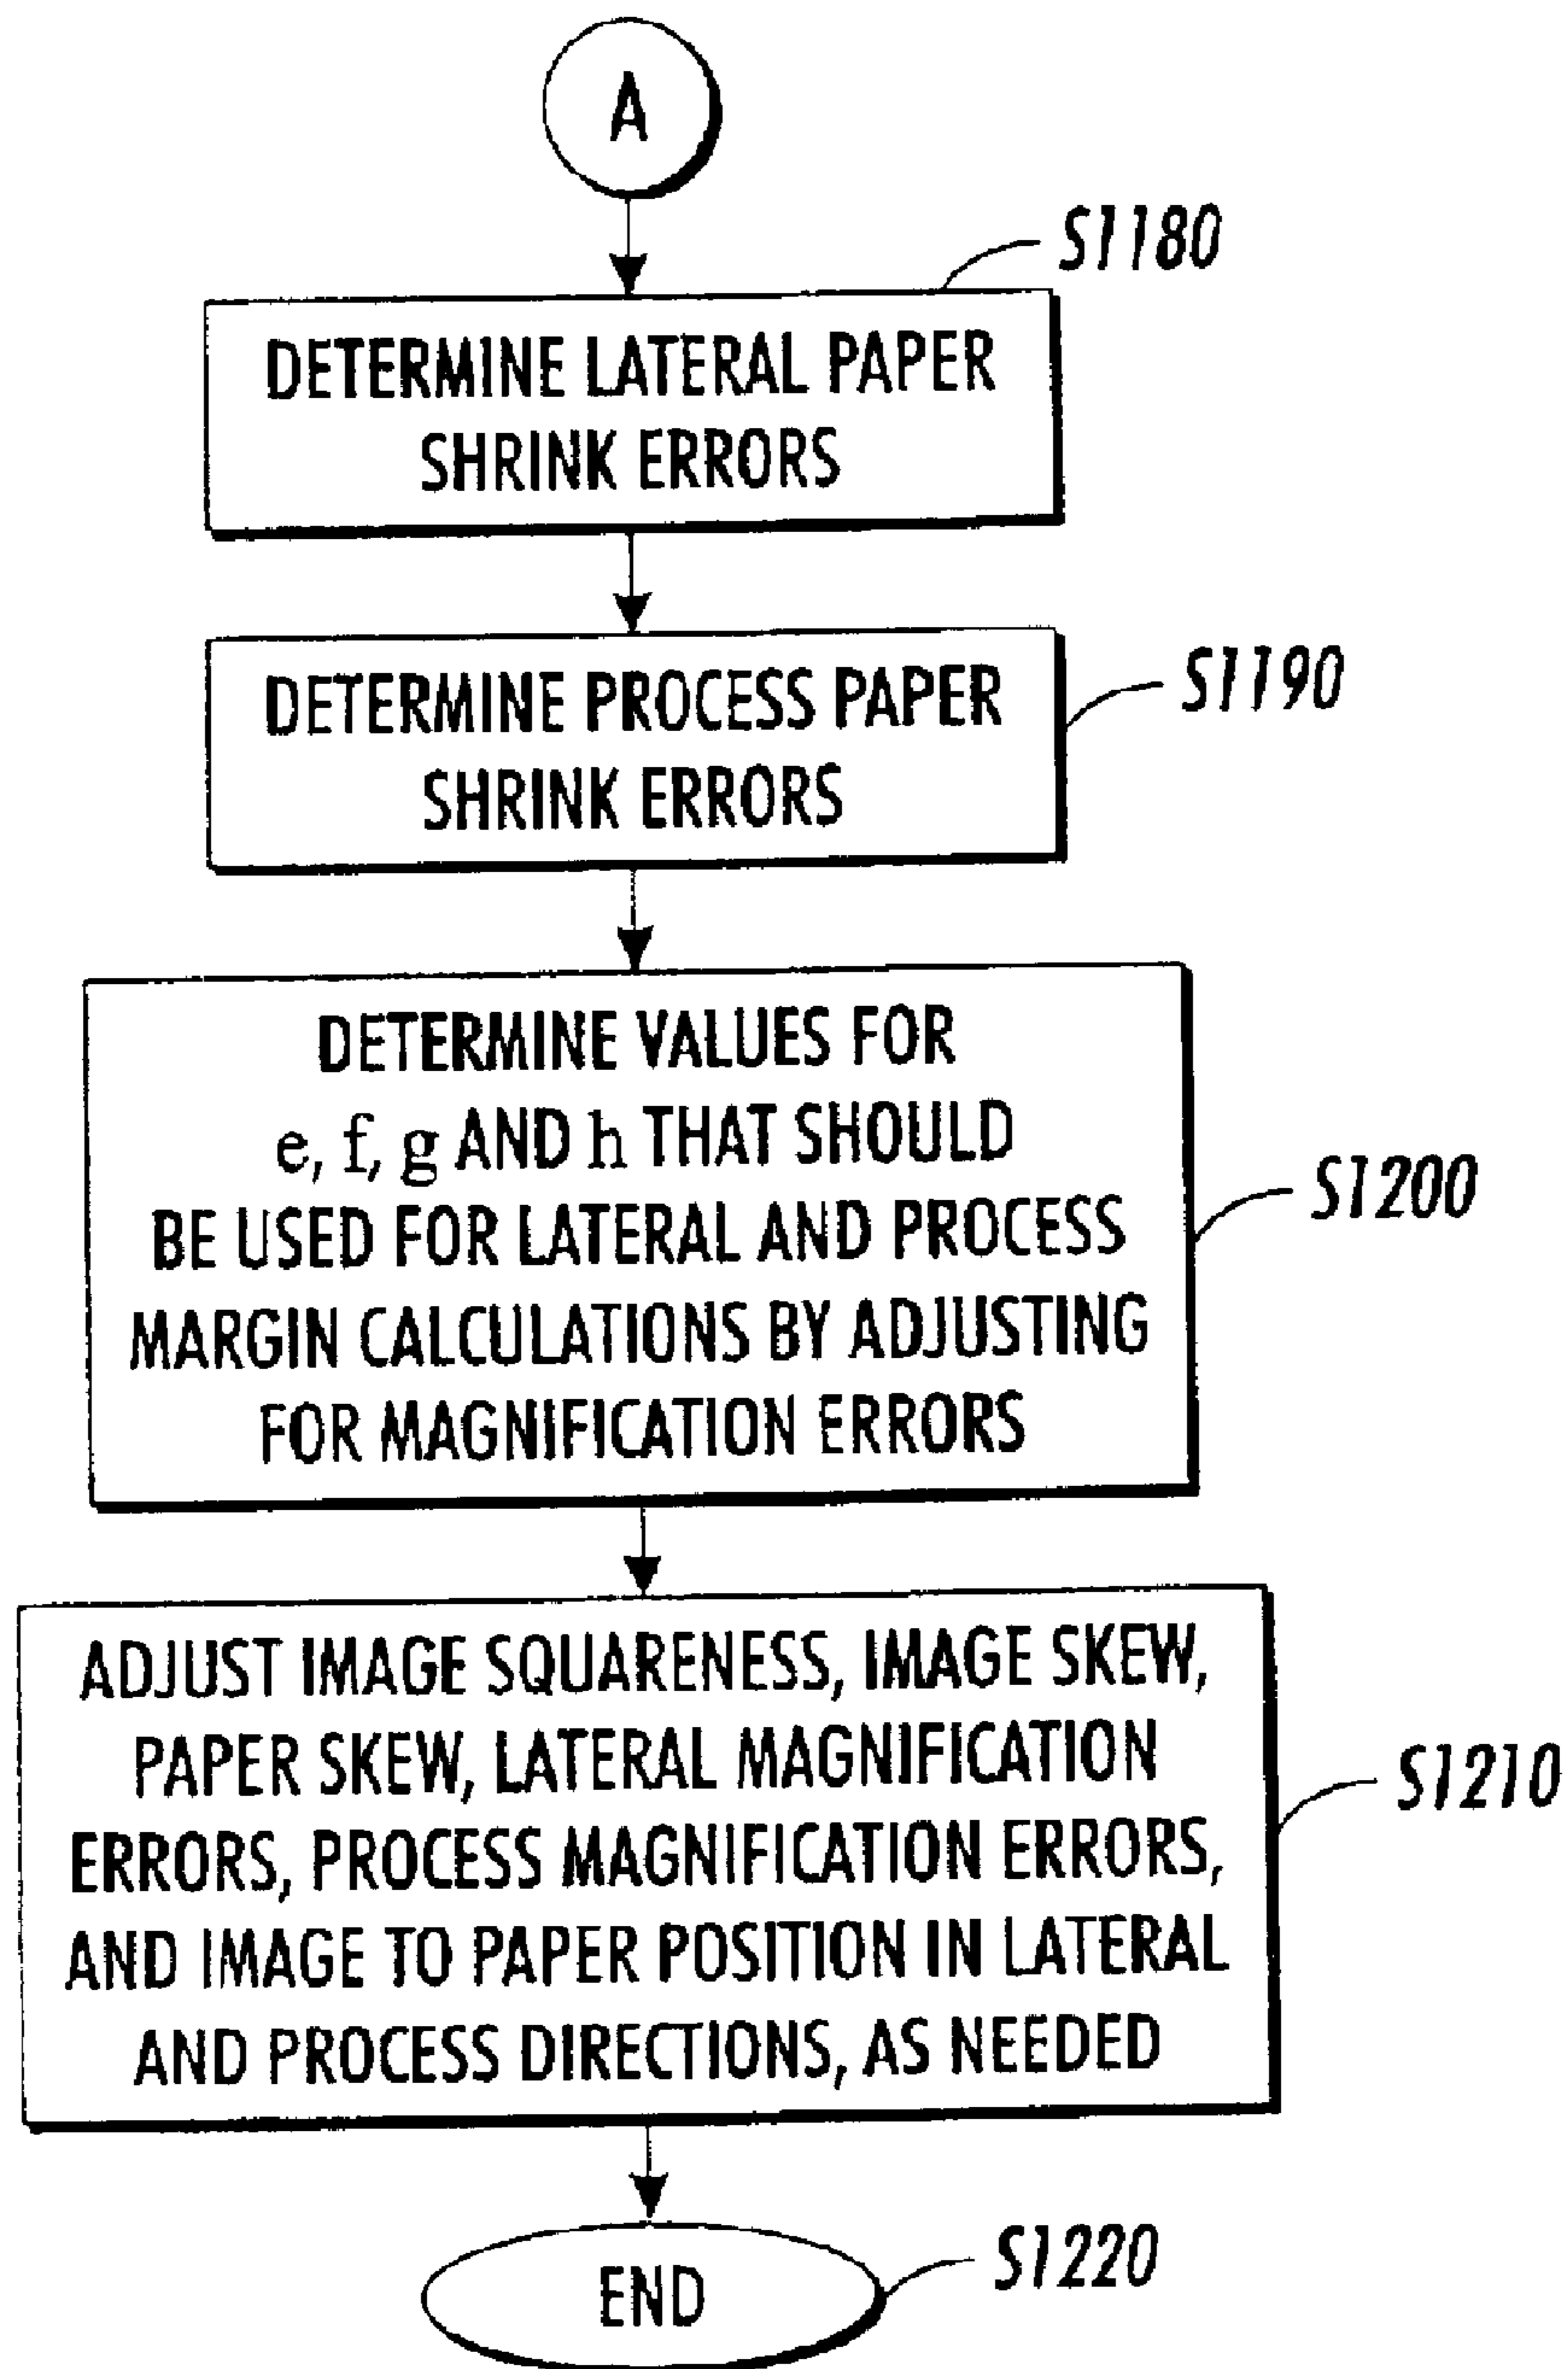 A
S1180
DETERMINE LATERAL PAPER
SHRINK ERRORS
S1190
DETERMINE PROCESS PAPER
SHRINK ERRORS
DETERMINE VALUES FOR
e, f, g AND h THAT SHOULD
BE USED FOR LATERAL AND PROCESS
MARGIN CALCULATIONS BY ADJUSTING
FOR MAGNIFICATION ERRORS
S1200
ADJUST IMAGE SQUARENESS, IMAGE SKEW,
PAPER SKEW, LATERAL MAGNIFICATION
ERRORS, PROCESS MAGNIFICATION ERRORS,
AND IMAGE TO PAPER POSITION IN LATERAL
AND PROCESS DIRECTIONS, AS NEEDED
S1210
END
S1220